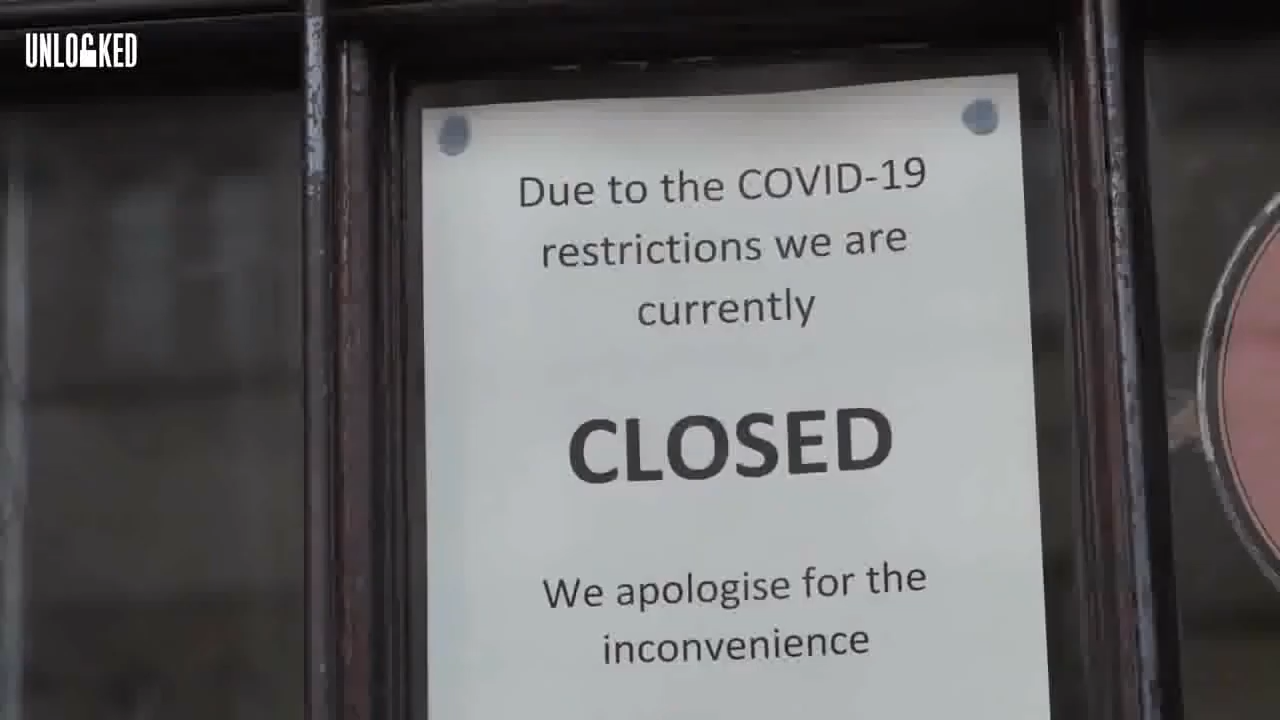 UNLOCKED
Due to the COVID-19
restrictions we are
currently
CLOSED
We apologise for the
inconvenience